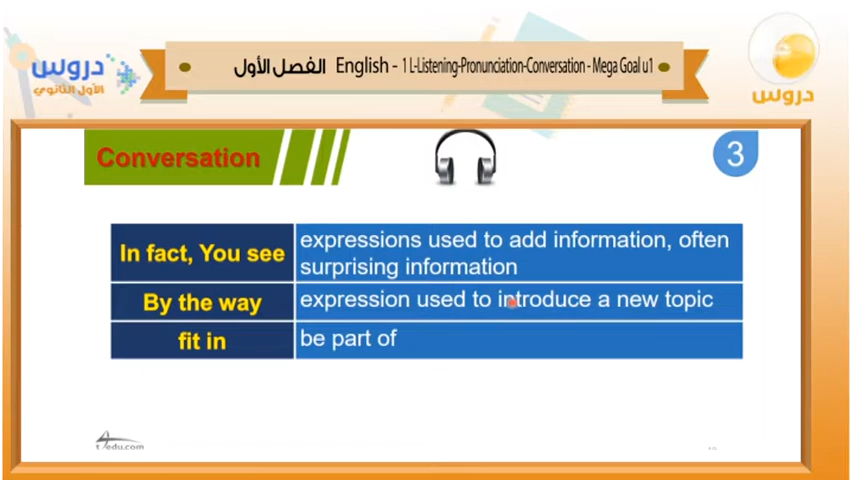 دروس
الأول الثانوي
الفصل الأول English - 1 L-Listening-Pronunciation-Conversation - Mega Goal u1
دروس
Conversation
3
In fact, You see
expressions used to add information, often
surprising information
By the way
expression used to introduce a new topic
fit in
be part of